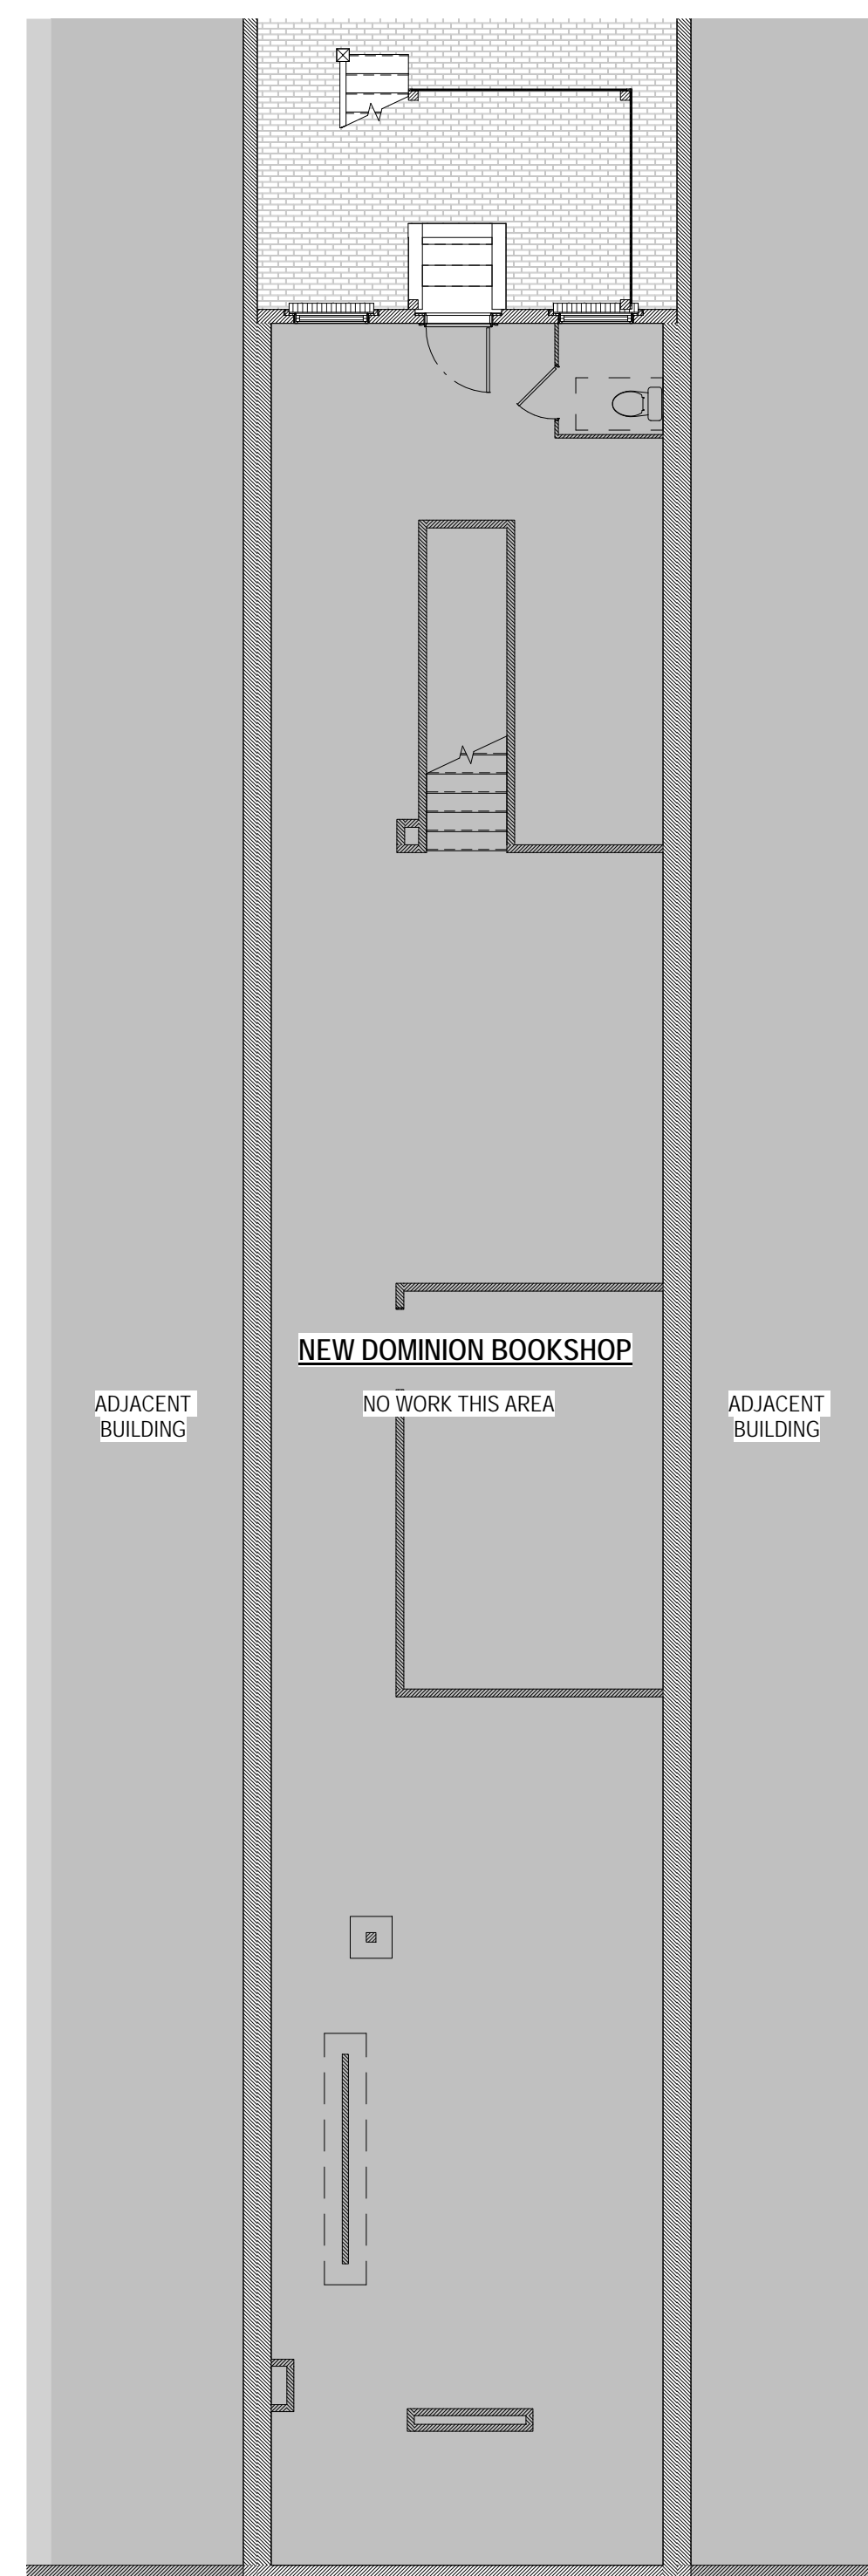 NEW DOMINION BOOKSHOP
NO WORK THIS AREA
ADJACENT
BUILDING
ADJACENT
BUILDING